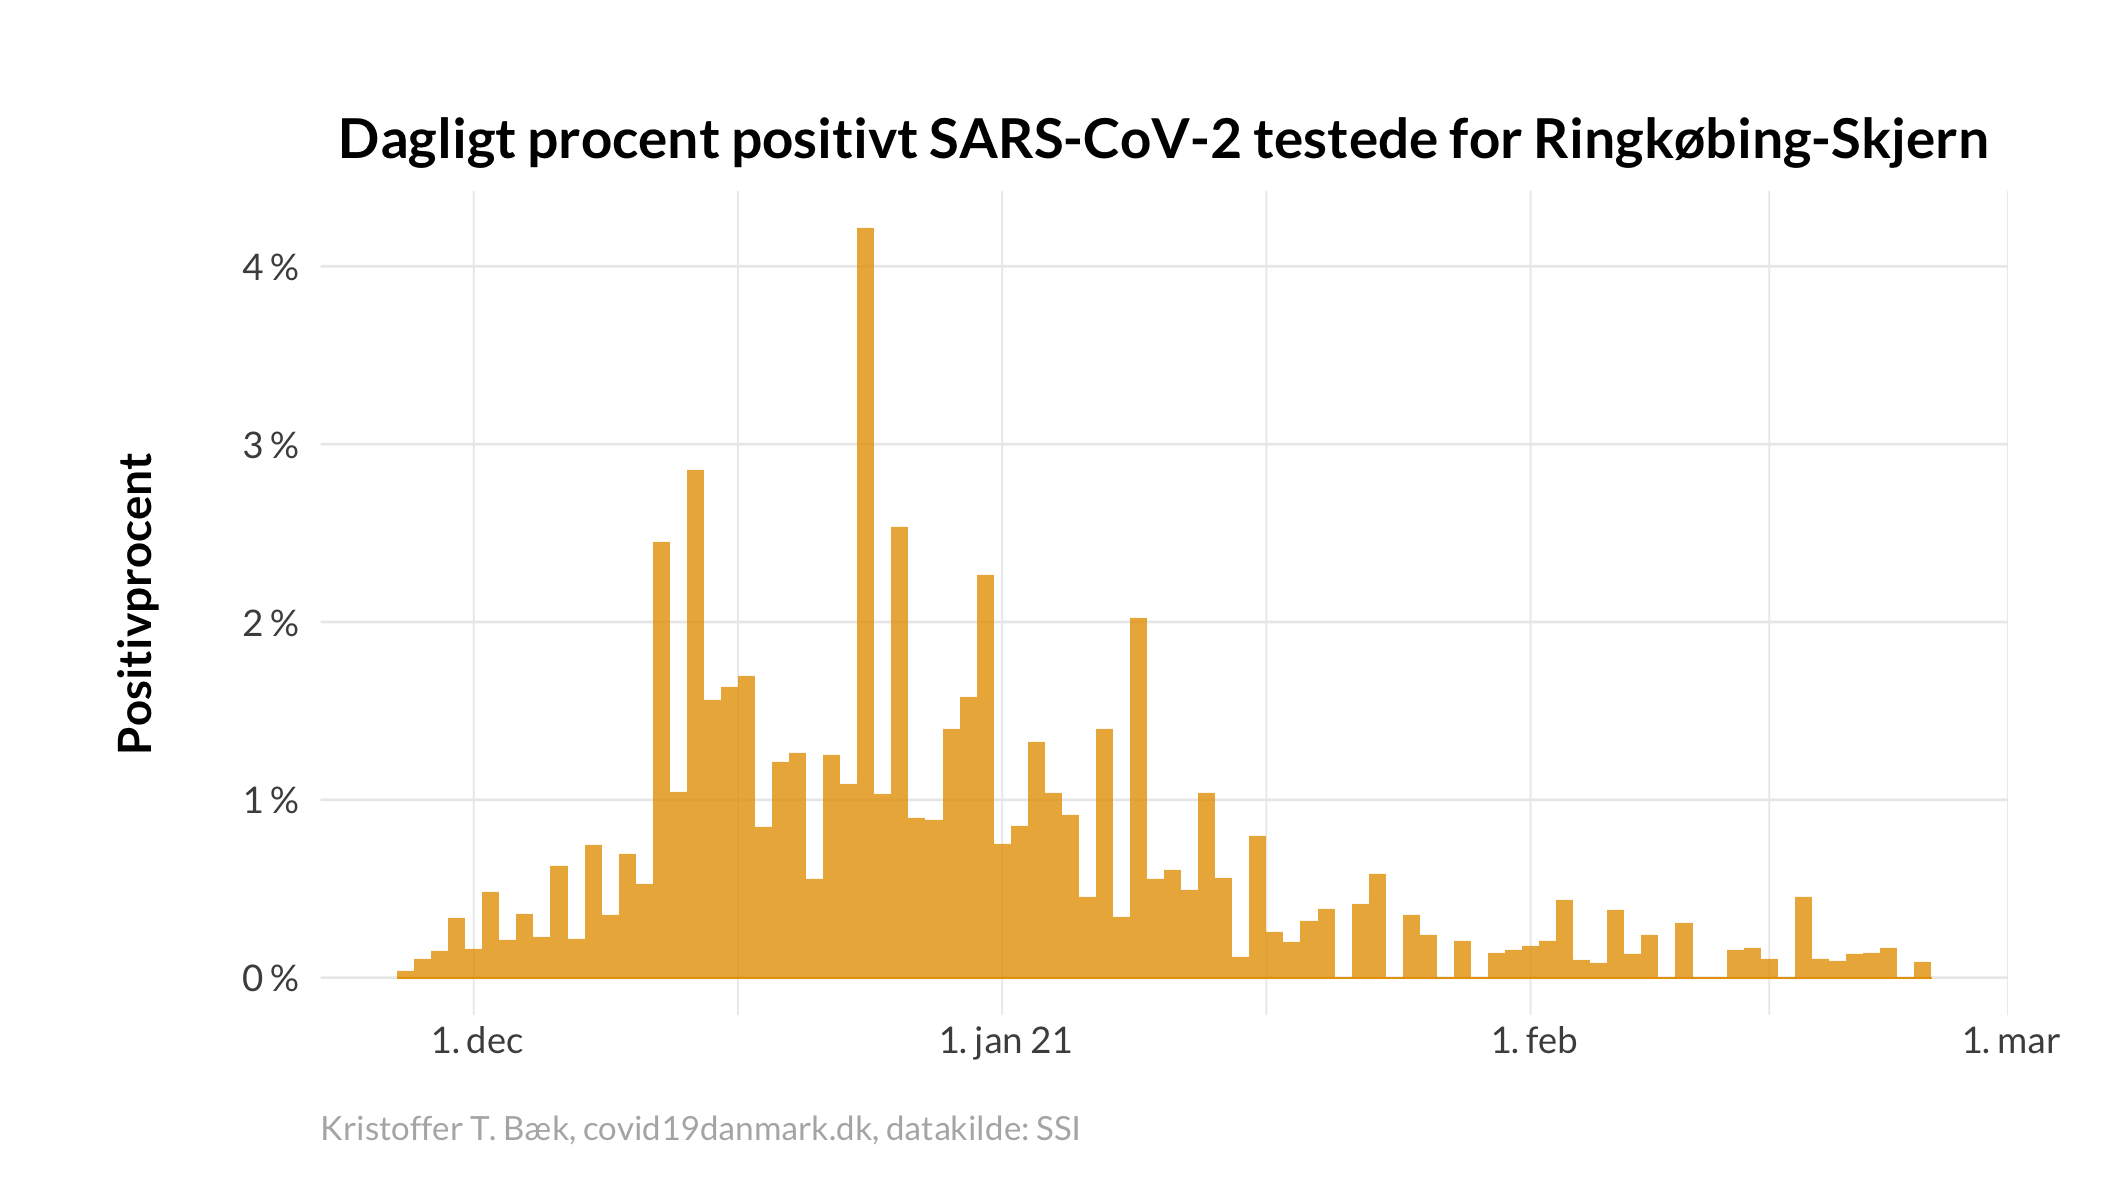 Dagligt procent positivt SARS-CoV-2 testede for Ringkøbing-Skjern
Positivprocent
4 %
3 %
2 %
1 %
0 %
1. dec
1. jan 21
1. feb
1. mar
Kristoffer T. Bæk, covid19danmark.dk, datakilde: SSI